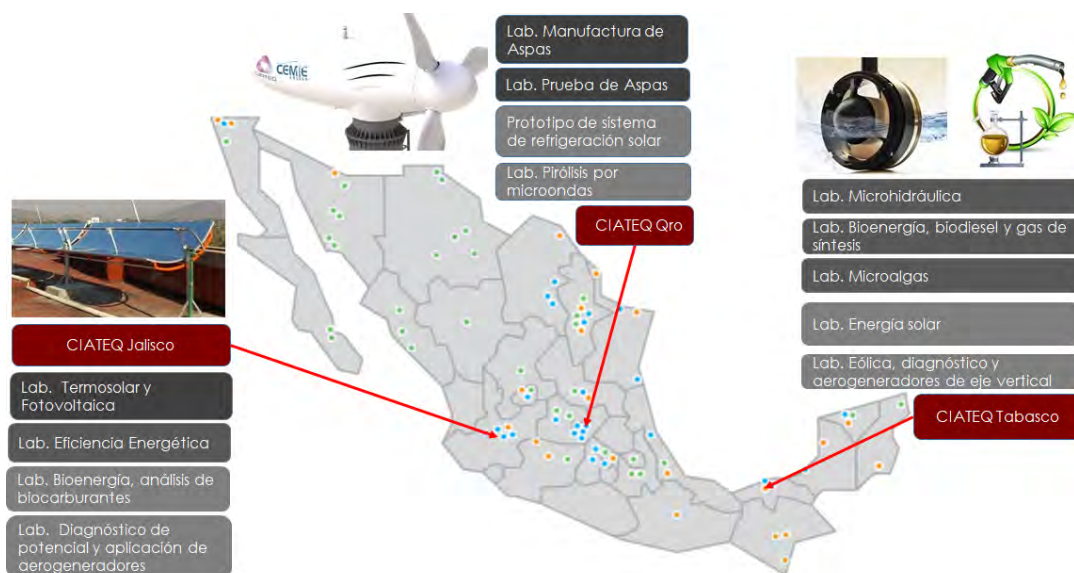 CEMIE
Lab. Manufactura de
Aspas
Lab. Prueba de Aspas
Prototipo de sistema
de refrigeración solar
Lab. Pirólisis por
microondas
CIATEQ Qro
Lab. Microhidráulica
Lab. Bioenergía, biodiesel y gas de
síntesis
Lab. Microalgas
Lab. Energía solar
Lab. Eólica, diagnóstico y
aerogeneradores de eje vertical
CIATEQ Tabasco
CIATEQ Jalisco
Lab. Termosolar y
Fotovoltaica
Lab. Eficiencia Energética
Lab. Bioenergía, análisis de
biocarburantes
Lab. Diagnóstico de
potencial y aplicación de
aerogeneradores